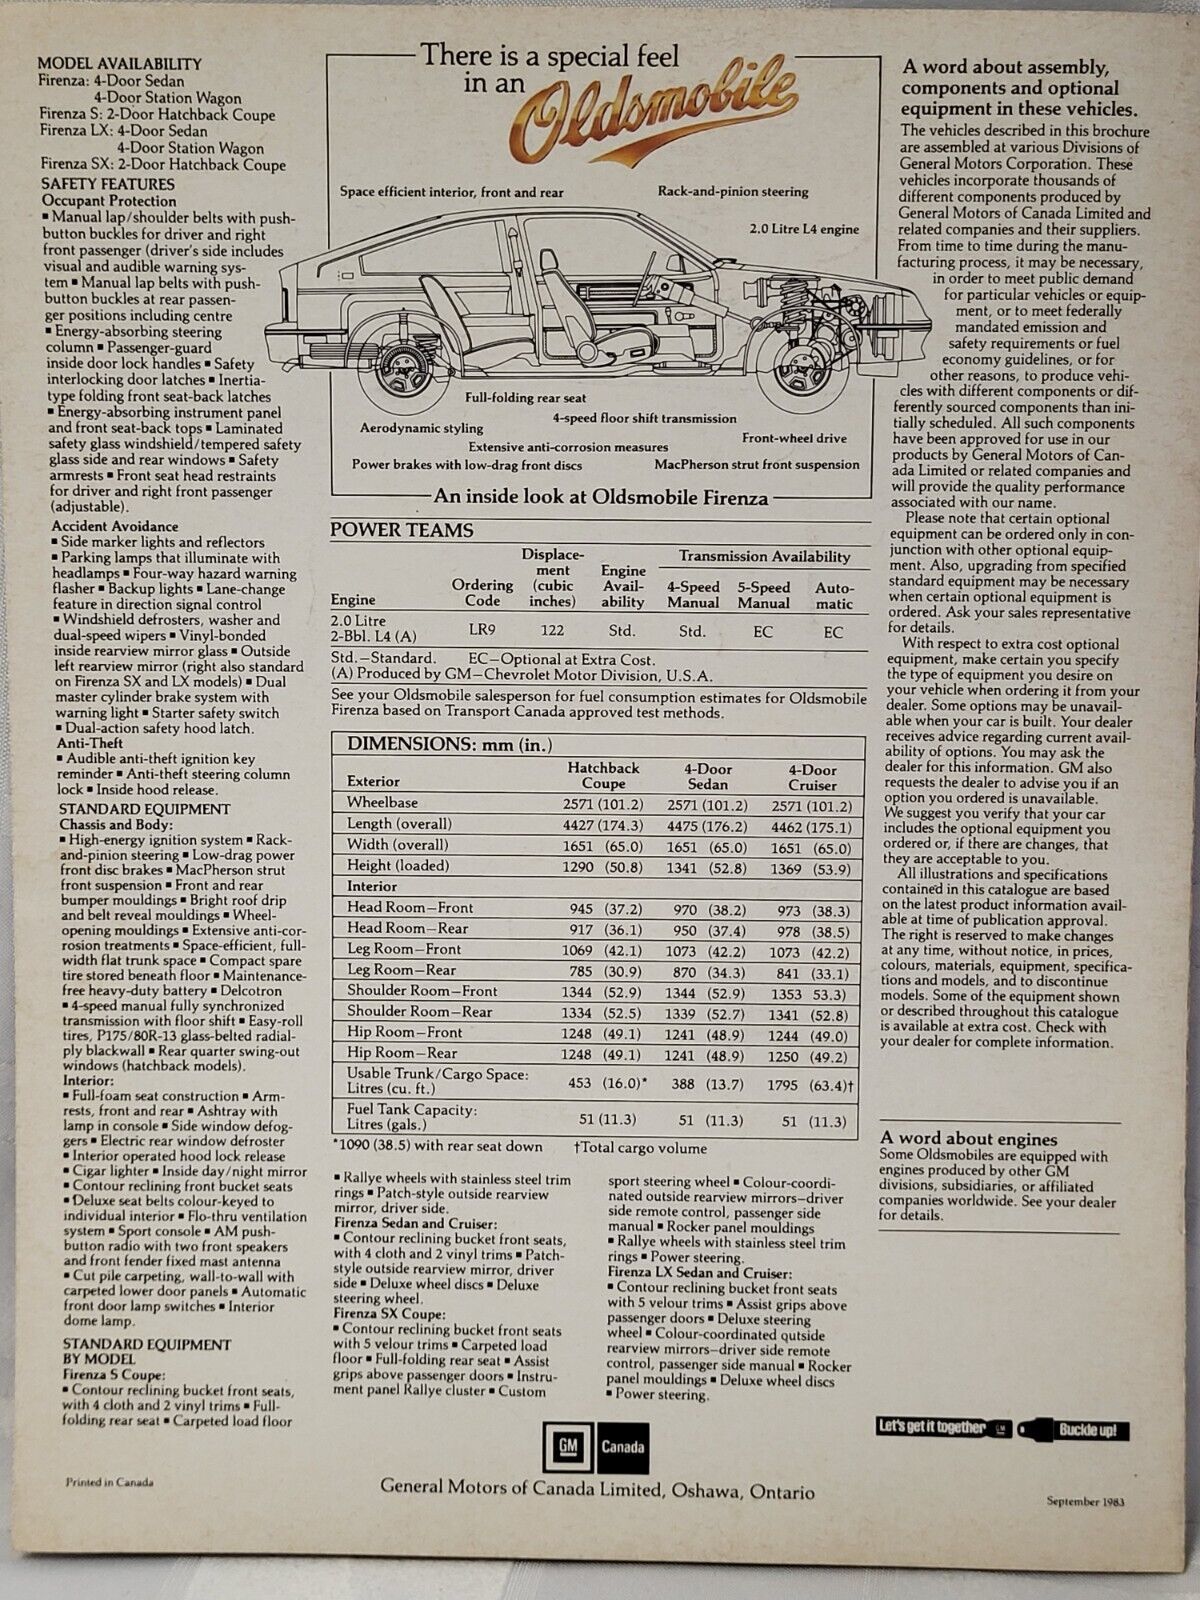 MODEL AVAILABILITY
Firenza: 4-Door Sedan
4-Door Station Wagon
Firenza S: 2-Door Hatchback Coupe
Firenza LX: 4-Door Sedan
4-Door Station Wagon
Firenza SX: 2-Door Hatchback Coupe
SAFETY FEATURES
Occupant Protection
▪ Manual lap/shoulder belts with push-
button buckles for driver and right
front passenger (driver's side includes
visual and audible warning sys-
tem ▪ Manual lap belts with push-
button buckles at rear passen-
ger positions including centre
▪ Energy-absorbing steering
column ▪ Passenger-guard
inside door lock handles ▪ Safety
interlocking door latches ▪ Inertia-
type folding front seat-back latches
▪ Energy-absorbing instrument panel
and front seat-back tops ▪ Laminated
safety glass windshield/tempered safety
glass side and rear windows ▪ Safety
armrests ▪ Front seat head restraints
for driver and right front passenger
(adjustable).
Accident Avoidance
▪ Side marker lights and reflectors
▪ Parking lamps that illuminate with
headlamps ▪ Four-way hazard warning
flasher ▪ Backup lights ▪ Lane-change
feature in direction signal control
▪ Windshield defrosters, washer and
dual-speed wipers ▪ Vinyl-bonded
inside rearview mirror glass ▪ Outside
left rearview mirror (right also standard
on Firenza SX and LX models) ▪ Dual
master cylinder brake system with
warning light ▪ Starter safety switch
▪ Dual-action safety hood latch.
Anti-Theft
▪ Audible anti-theft ignition key
reminder ▪ Anti-theft steering column
lock ▪ Inside hood release.
STANDARD EQUIPMENT
Chassis and Body:
▪ High-energy ignition system ▪ Rack-
and-pinion steering ▪ Low-drag power
front disc brakes ▪ MacPherson strut
front suspension ▪ Front and rear
bumper mouldings ▪ Bright roof drip
and belt reveal mouldings ▪ Wheel-
opening mouldings ▪ Extensive anti-cor-
rosion treatments ▪ Space-efficient, full-
width flat trunk space ▪ Compact spare
tire stored beneath floor ▪ Maintenance-
free heavy-duty battery ▪ Delcotron
▪ 4-speed manual fully synchronized
transmission with floor shift ▪ Easy-roll
tires, P175/80R-13 glass-belted radial-
ply blackwall ▪ Rear quarter swing-out
windows (hatchback models).
Interior:
▪ Full-foam seat construction ▪ Arm-
rests, front and rear ▪ Ashtray with
lamp in console ▪ Side window defog-
gers ▪ Electric rear window defroster
▪ Interior operated hood lock release
▪ Cigar lighter ▪ Inside day/night mirror
▪ Contour reclining front bucket seats
▪ Deluxe seat belts colour-keyed to
individual interior ▪ Flo-thru ventilation
system ▪ Sport console ▪ AM push-
button radio with two front speakers
and front fender fixed mast antenna
▪ Cut pile carpeting, wall-to-wall with
carpeted lower door panels ▪ Automatic
front door lamp switches ▪ Interior
dome lamp.
STANDARD EQUIPMENT
BY MODEL
Firenza S Coupe:
▪ Contour reclining bucket front seats,
with 4 cloth and 2 vinyl trims ▪ Full-
folding rear seat ▪ Carpeted load floor
There is a special feel
in an Oldsmobile
Space efficient interior, front and rear
Rack-and-pinion steering
2.0 Litre L4 engine
Full-folding rear seat
4-speed floor shift transmission
Aerodynamic styling
Front-wheel drive
Extensive anti-corrosion measures
Power brakes with low-drag front discs MacPherson strut front suspension
An inside look at Oldsmobile Firenza
POWER TEAMS
Engine Ordering Code Displace-ment (cubic inches) Engine Avail-ability Transmission Availability 4-Speed Manual 5-Speed Manual Auto-matic
2.0 Litre
2-Bbl. L4 (A) LR9 122 Std. Std. EC EC
Std.–Standard. EC–Optional at Extra Cost.
(A) Produced by GM–Chevrolet Motor Division, U.S.A.
See your Oldsmobile salesperson for fuel consumption estimates for Oldsmobile
Firenza based on Transport Canada approved test methods.
DIMENSIONS: mm (in.)
Exterior Hatchback Coupe 4-Door Sedan 4-Door Cruiser
Wheelbase 2571 (101.2) 2571 (101.2) 2571 (101.2)
Length (overall) 4427 (174.3) 4475 (176.2) 4462 (175.1)
Width (overall) 1651 (65.0) 1651 (65.0) 1651 (65.0)
Height (loaded) 1290 (50.8) 1341 (52.8) 1369 (53.9)
Interior
Head Room–Front 945 (37.2) 970 (38.2) 973 (38.3)
Head Room–Rear 917 (36.1) 950 (37.4) 978 (38.5)
Leg Room–Front 1069 (42.1) 1073 (42.2) 1073 (42.2)
Leg Room–Rear 785 (30.9) 870 (34.3) 841 (33.1)
Shoulder Room–Front 1344 (52.9) 1344 (52.9) 1353 53.3)
Shoulder Room–Rear 1334 (52.5) 1339 (52.7) 1341 (52.8)
Hip Room–Front 1248 (49.1) 1241 (48.9) 1244 (49.0)
Hip Room–Rear 1248 (49.1) 1241 (48.9) 1250 (49.2)
Usable Trunk/Cargo Space:
Litres (cu. ft.) 453 (16.0)* 388 (13.7) 1795 (63.4)†
Fuel Tank Capacity:
Litres (gals.) 51 (11.3) 51 (11.3) 51 (11.3)
*1090 (38.5) with rear seat down †Total cargo volume
▪ Rallye wheels with stainless steel trim
rings ▪ Patch-style outside rearview
mirror, driver side.
Firenza Sedan and Cruiser:
▪ Contour reclining bucket front seats,
with 4 cloth and 2 vinyl trims ▪ Patch-
style outside rearview mirror, driver
side ▪ Deluxe wheel discs ▪ Deluxe
steering wheel.
Firenza SX Coupe:
▪ Contour reclining bucket front seats
with 5 velour trims ▪ Carpeted load
floor ▪ Full-folding rear seat ▪ Assist
grips above passenger doors ▪ Instru-
ment panel Rallye cluster ▪ Custom
sport steering wheel ▪ Colour-coordi-
nated outside rearview mirrors–driver
side remote control, passenger side
manual ▪ Rocker panel mouldings
▪ Rallye wheels with stainless steel trim
rings ▪ Power steering.
Firenza LX Sedan and Cruiser:
▪ Contour reclining bucket front seats
with 5 velour trims ▪ Assist grips above
passenger doors ▪ Deluxe steering
wheel ▪ Colour-coordinated outside
rearview mirrors–driver side remote
control, passenger side manual ▪ Rocker
panel mouldings ▪ Deluxe wheel discs
▪ Power steering.
A word about assembly,
components and optional
equipment in these vehicles.
The vehicles described in this brochure
are assembled at various Divisions of
General Motors Corporation. These
vehicles incorporate thousands of
different components produced by
General Motors of Canada Limited and
related companies and their suppliers.
From time to time during the manu-
facturing process, it may be necessary,
in order to meet public demand
for particular vehicles or equip-
ment, or to meet federally
mandated emission and
safety requirements or fuel
economy guidelines, or for
other reasons, to produce vehi-
cles with different components or dif-
ferently sourced components than ini-
tially scheduled. All such components
have been approved for use in our
products by General Motors of Can-
ada Limited or related companies and
will provide the quality performance
associated with our name.
Please note that certain optional
equipment can be ordered only in con-
junction with other optional equip-
ment. Also, upgrading from specified
standard equipment may be necessary
when certain optional equipment is
ordered. Ask your sales representative
for details.
With respect to extra cost optional
equipment, make certain you specify
the type of equipment you desire on
your vehicle when ordering it from your
dealer. Some options may be unavail-
able when your car is built. Your dealer
receives advice regarding current avail-
ability of options. You may ask the
dealer for this information. GM also
requests the dealer to advise you if an
option you ordered is unavailable.
We suggest you verify that your car
includes the optional equipment you
ordered or, if there are changes, that
they are acceptable to you.
All illustrations and specifications
contained in this catalogue are based
on the latest product information avail-
able at time of publication approval.
The right is reserved to make changes
at any time, without notice, in prices,
colours, materials, equipment, specifica-
tions and models, and to discontinue
models. Some of the equipment shown
or described throughout this catalogue
is available at extra cost. Check with
your dealer for complete information.
A word about engines
Some Oldsmobiles are equipped with
engines produced by other GM
divisions, subsidiaries, or affiliated
companies worldwide. See your dealer
for details.
Let's get it together GM Buckle up!
GM Canada
General Motors of Canada Limited, Oshawa, Ontario
Printed in Canada
September 1983